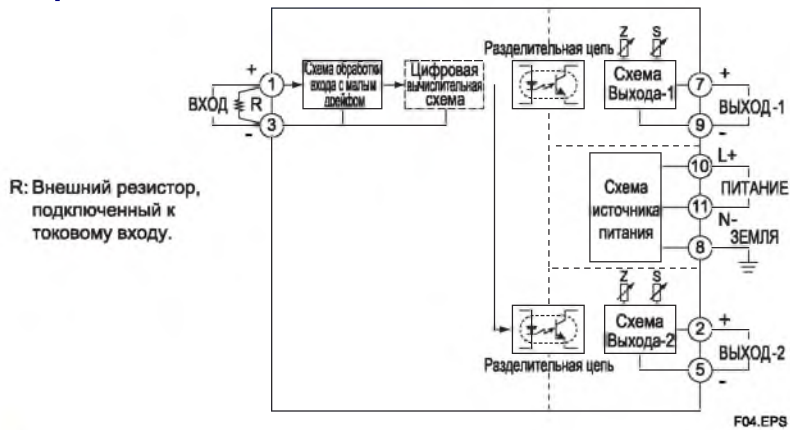 Разделительная цепь
Z S
+
1
ВХОД
R
3
-
Схема обработки
входа с малым
дрейфом
Цифровая
вычислительная
схема
Схема
Выхода-1
7
+
ВЫХОД-1
9
-
R: Внешний резистор,
подключенный к
токовому входу.
Схема
источника
питания
10
L+
ПИТАНИЕ
11
N-
8
ЗЕМЛЯ
Z S
Схема
Выхода-2
2
+
ВЫХОД-2
5
-
Разделительная цепь
F04.EPS